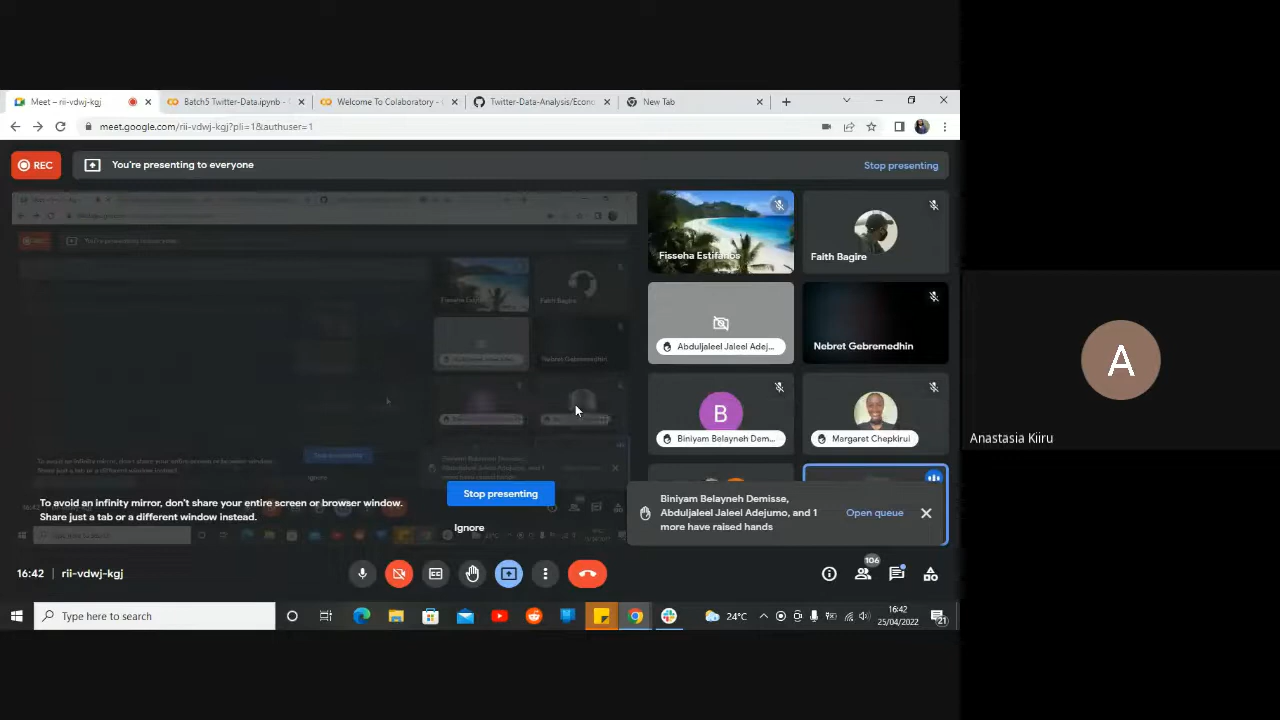 Meet – rii-vdwj-kgj
Batch5 Twitter-Data.ipynb -
Welcome To Colaboratory -
Twitter-Data-Analysis/Econo
New Tab
meet.google.com/rii-vdwj-kgj?pli=1&authuser=1
REC
You're presenting to everyone
Stop presenting
Fisseha Estifanos
Faith Bagire
Abduljaleel Jaleel Adej...
Nebret Gebremedhin
B
Biniyam Belayneh Dem...
Margaret Chepkirui
A
Anastasia Kiiru
To avoid an infinity mirror, don't share your entire screen or browser window.
Share just a tab or a different window instead.
Stop presenting
Ignore
Biniyam Belayneh Demisse,
Abduljaleel Jaleel Adejumo, and 1
more have raised hands
Open queue
16:42 | rii-vdwj-kgj
106
Type here to search
24°C
16:42
25/04/2022
21